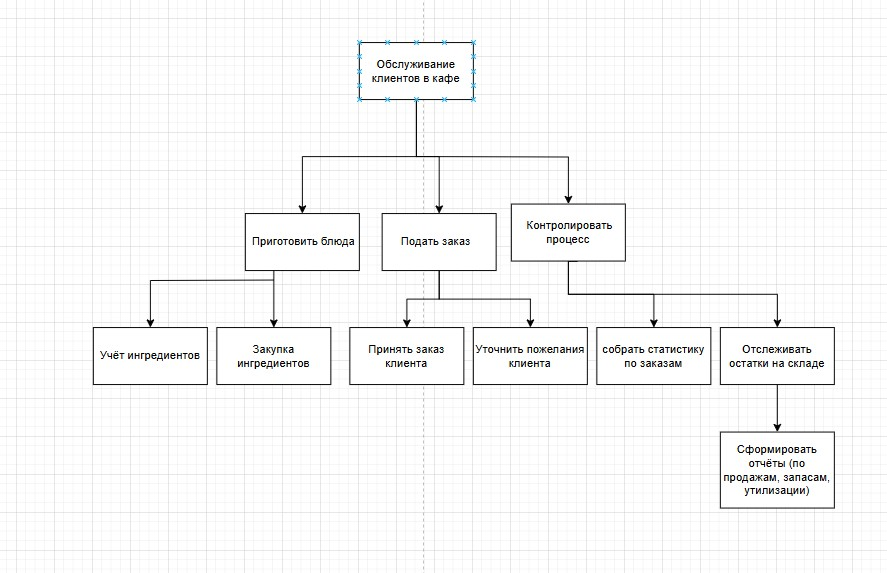 Обслуживание
клиентов в кафе
Приготовить блюда
Подать заказ
Контролировать
процесс
Учёт ингредиентов
Закупка
ингредиентов
Принять заказ
клиента
Уточнить пожелания
клиента
собрать статистику
по заказам
Отслеживать
остатки на складе
Сформировать
отчёты (по
продажам, запасам,
утилизации)